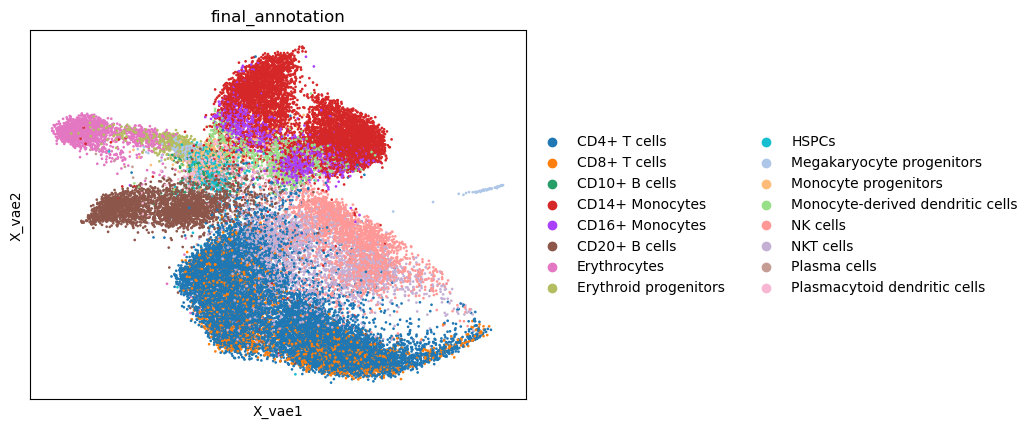 final_annotation
X_vae2
X_vae1
CD4+ T cells
CD8+ T cells
CD10+ B cells
CD14+ Monocytes
CD16+ Monocytes
CD20+ B cells
Erythrocytes
Erythroid progenitors
HSPCs
Megakaryocyte progenitors
Monocyte progenitors
Monocyte-derived dendritic cells
NK cells
NKT cells
Plasma cells
Plasmacytoid dendritic cells